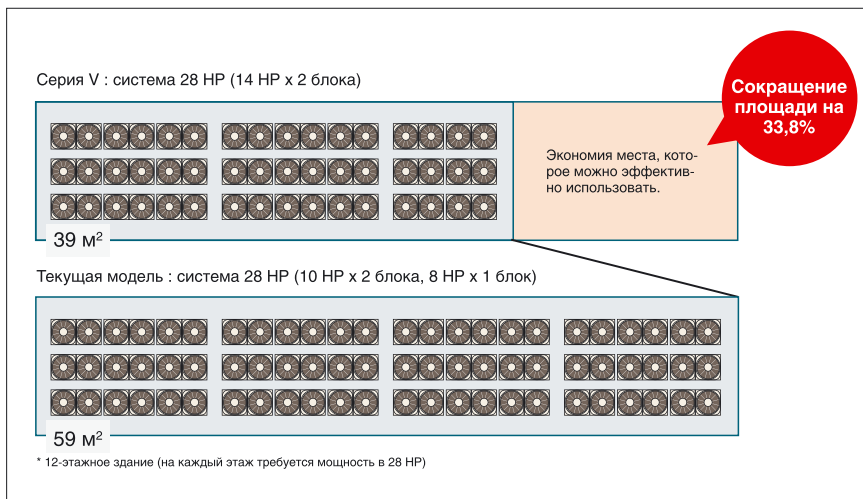 Серия V : система 28 HP (14 HP x 2 блока)
Сокращение
площади на
33,8%
Экономия места, кото-
рое можно эффектив-
но использовать.
39 м²
Текущая модель : система 28 HP (10 HP x 2 блока, 8 HP x 1 блок)
59 м²
* 12-этажное здание (на каждый этаж требуется мощность в 28 HP)